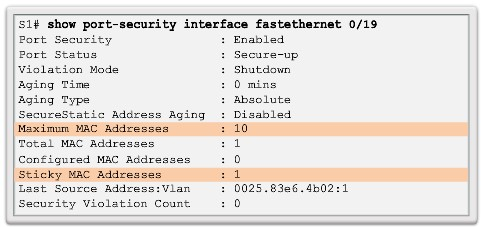 S1# show port-security interface fastethernet 0/19
Port Security : Enabled
Port Status : Secure-up
Violation Mode : Shutdown
Aging Time : 0 mins
Aging Type : Absolute
SecureStatic Address Aging : Disabled
Maximum MAC Addresses : 10
Total MAC Addresses : 1
Configured MAC Addresses : 0
Sticky MAC Addresses : 1
Last Source Address:Vlan : 0025.83e6.4b02:1
Security Violation Count : 0